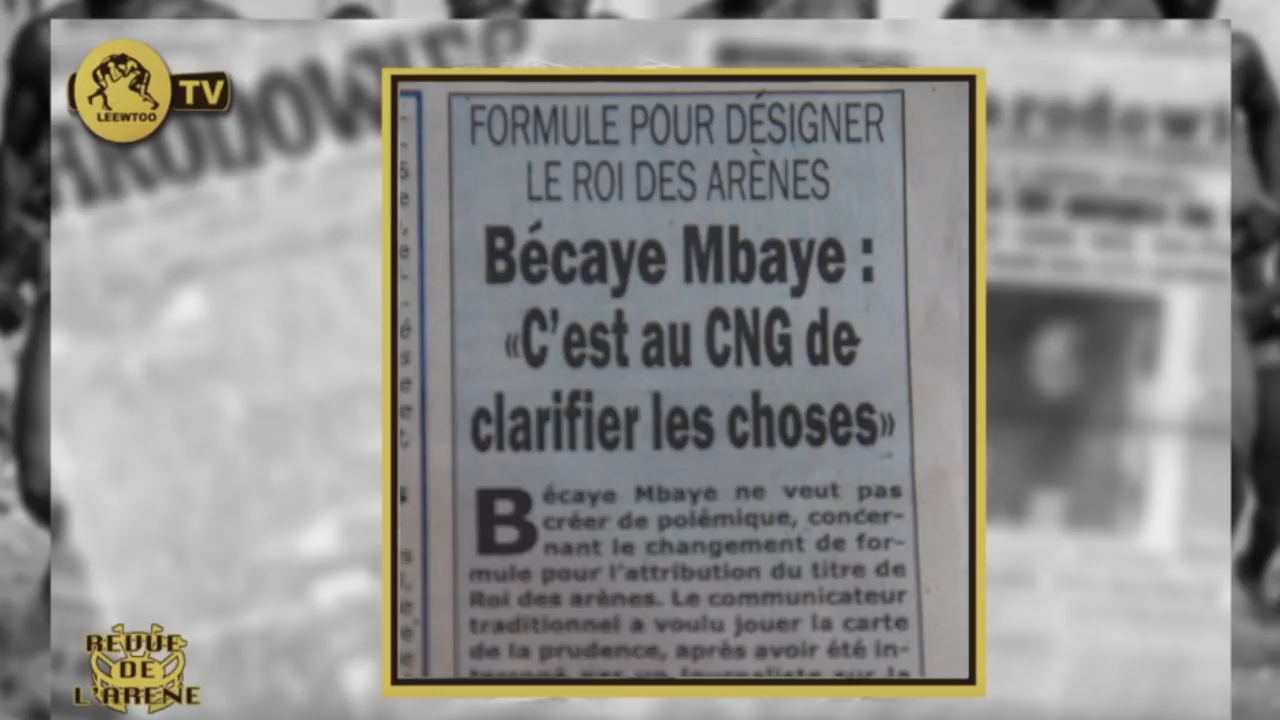 LEEWTOO
TV
FORMULE POUR DÉSIGNER
LE ROI DES ARÈNES
Bécaye Mbaye :
«C'est au CNG de
clarifier les choses»
Bécaye Mbaye ne veut pas
créer de polémique, concer-
nant le changement de for-
mule pour l'attribution du titre de
Roi des arènes. Le communicateur
traditionnel a voulu jouer la carte
de la prudence, après avoir été in-
REVUE
DE
L'ARENE